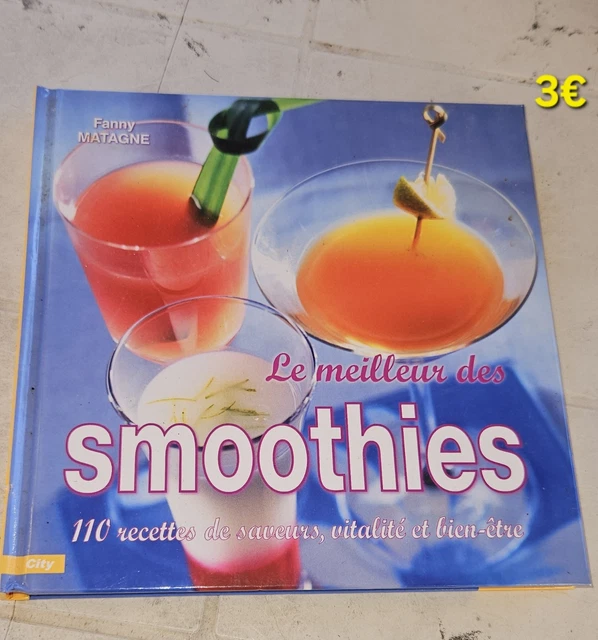 3€
Fanny
MATAGNE
Le meilleur des
smoothies
110 recettes de saveurs, vitalité et bien-être
City